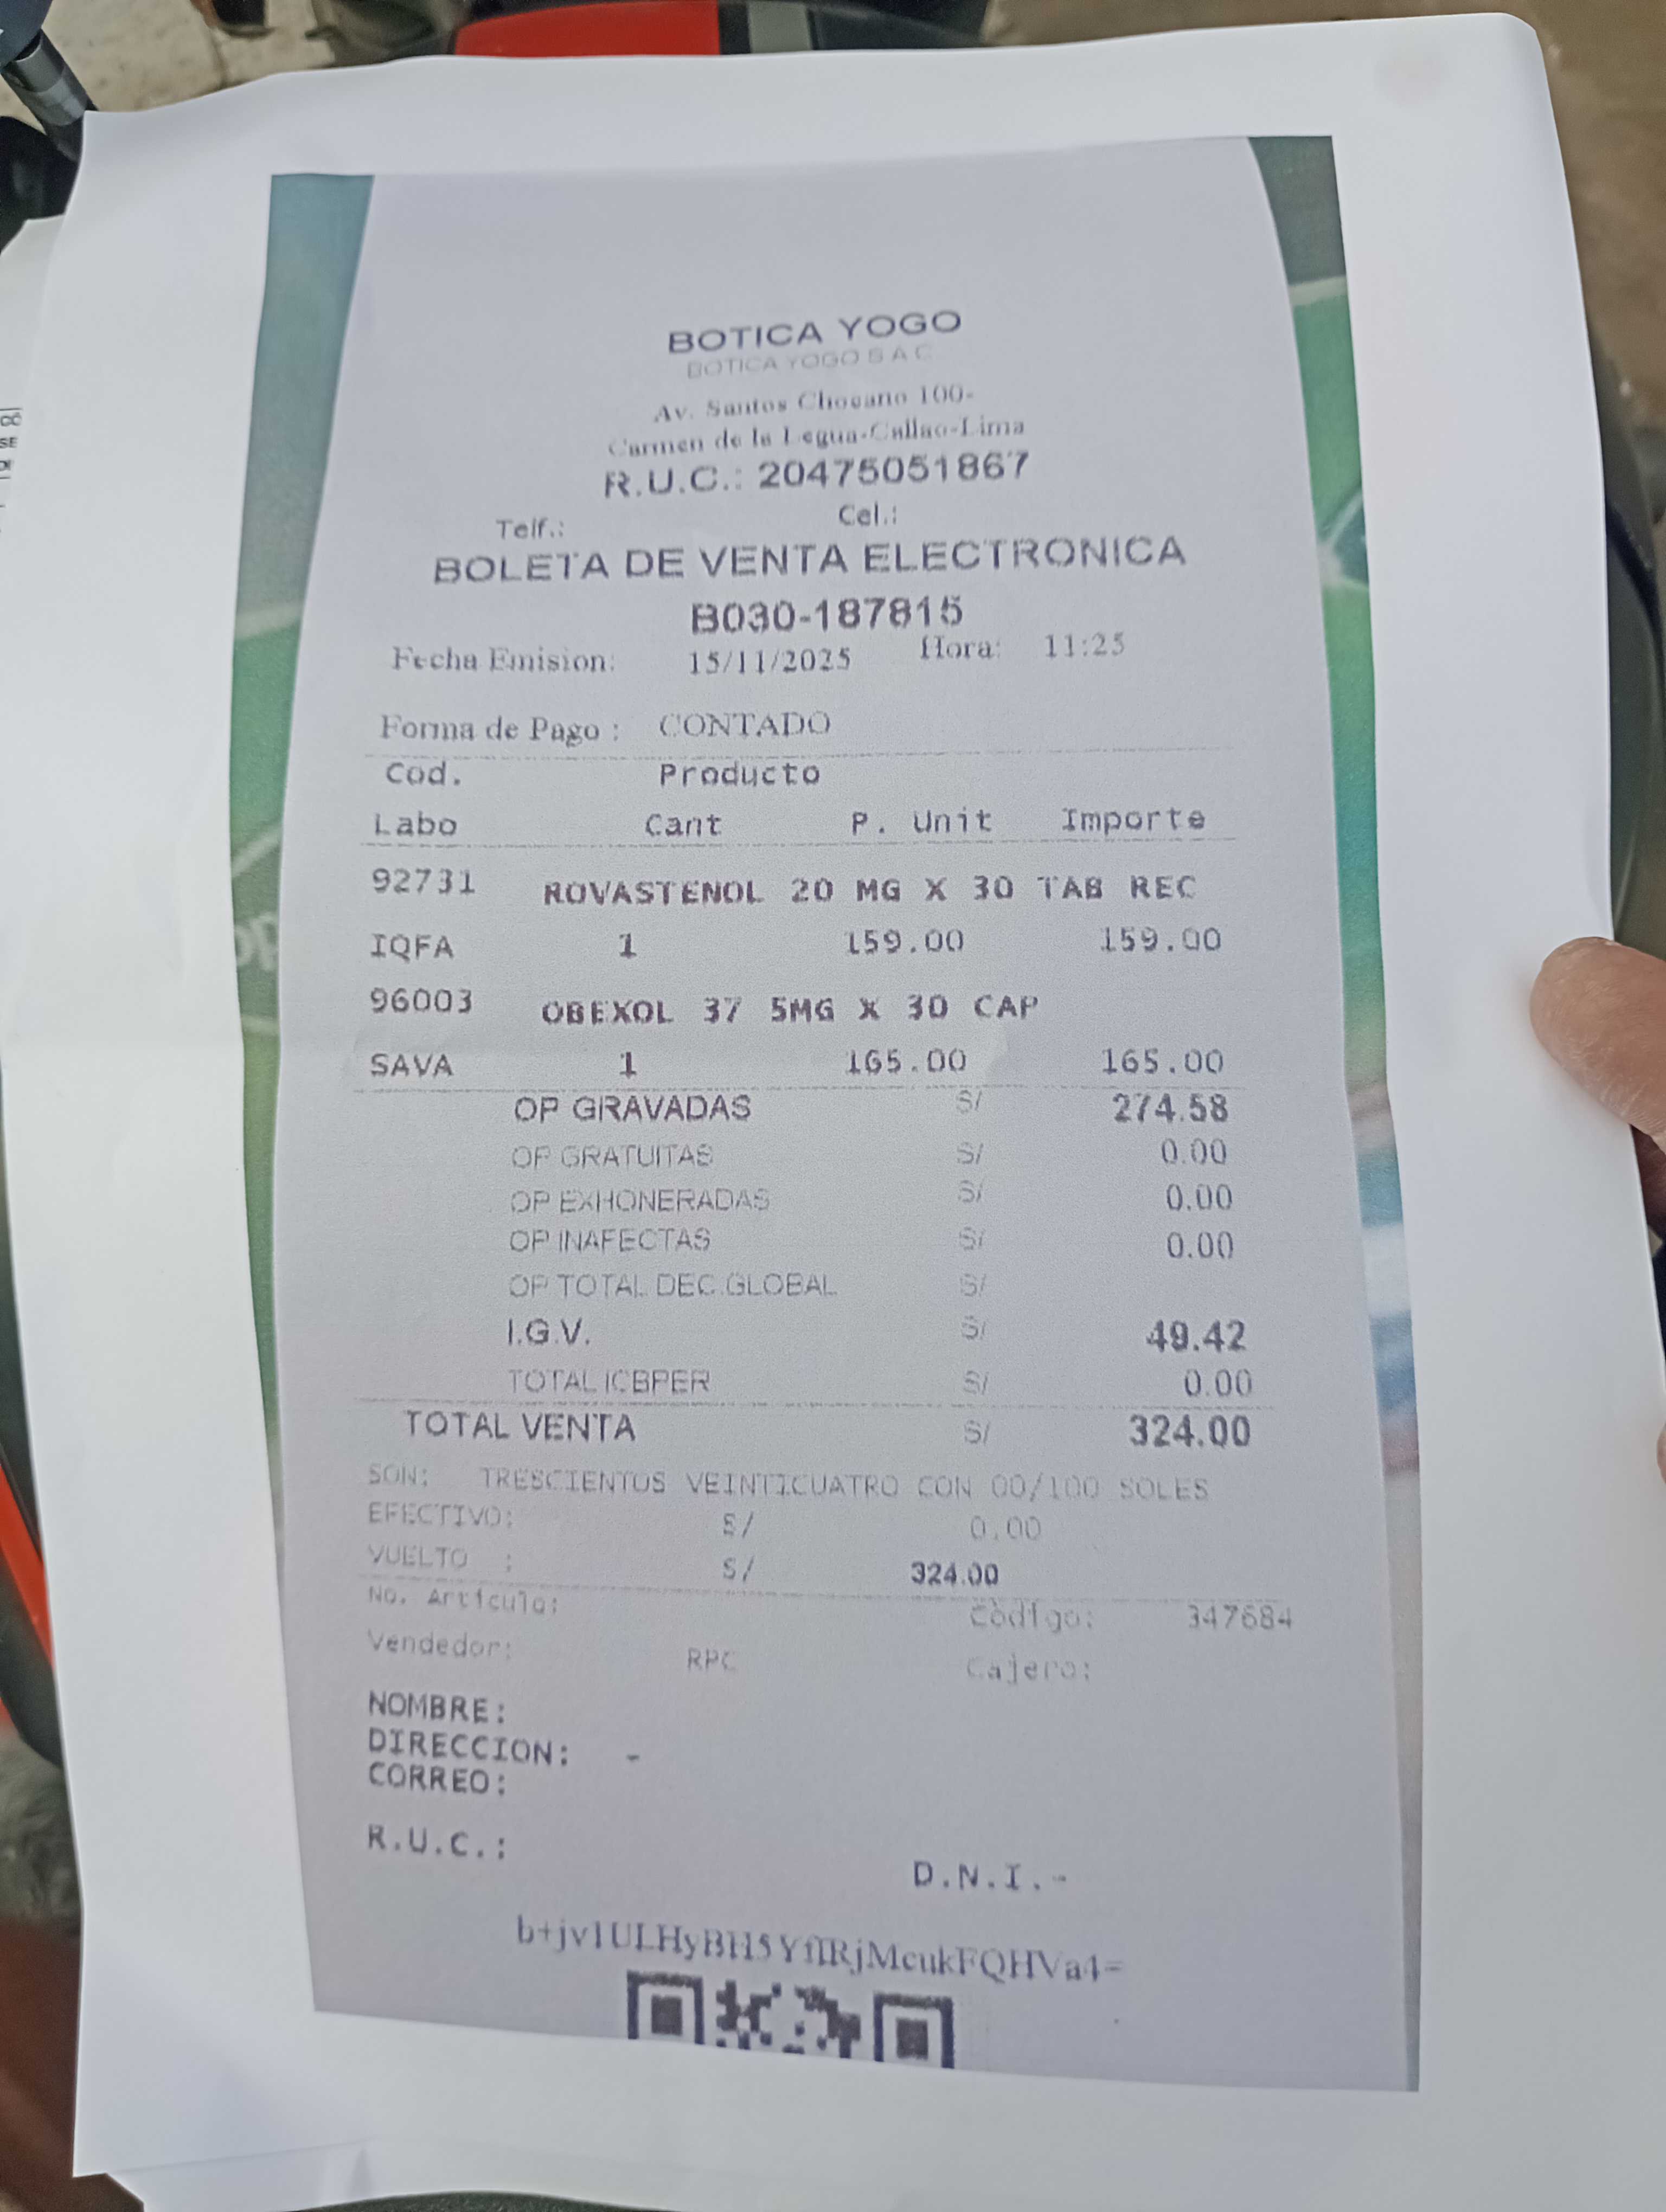 BOTICA YOGO
BOTICA YOGO S A C
Av. Santos Chocano 100-
Carmen de la Legua-Callao-Lima
R.U.C.: 20475051867
Telf.: Cel.:
BOLETA DE VENTA ELECTRONICA
B030-187815
Fecha Emision: 15/11/2025 Hora: 11:25
Forma de Pago : CONTADO
Cod. Producto
Labo Cant P. Unit Importe
92731 ROVASTENOL 20 MG X 30 TAB REC
IQFA 1 159.00 159.00
96003 OBEXOL 37 5MG X 30 CAP
SAVA 1 165.00 165.00
OP GRAVADAS S/ 274.58
OP GRATUITAS S/ 0.00
OP EXHONERADAS S/ 0.00
OP INAFECTAS S/ 0.00
OP TOTAL DEC.GLOBAL S/
I.G.V. S/ 49.42
TOTAL ICBPER S/ 0.00
TOTAL VENTA S/ 324.00
SON: TRESCIENTOS VEINTICUATRO CON 00/100 SOLES
EFECTIVO: S/ 0.00
VUELTO : S/ 324.00
No. Artículo: Código: 347684
Vendedor: RPC Cajero:
NOMBRE:
DIRECCION: -
CORREO:
R.U.C.:
D.N.I.-
CC
SE